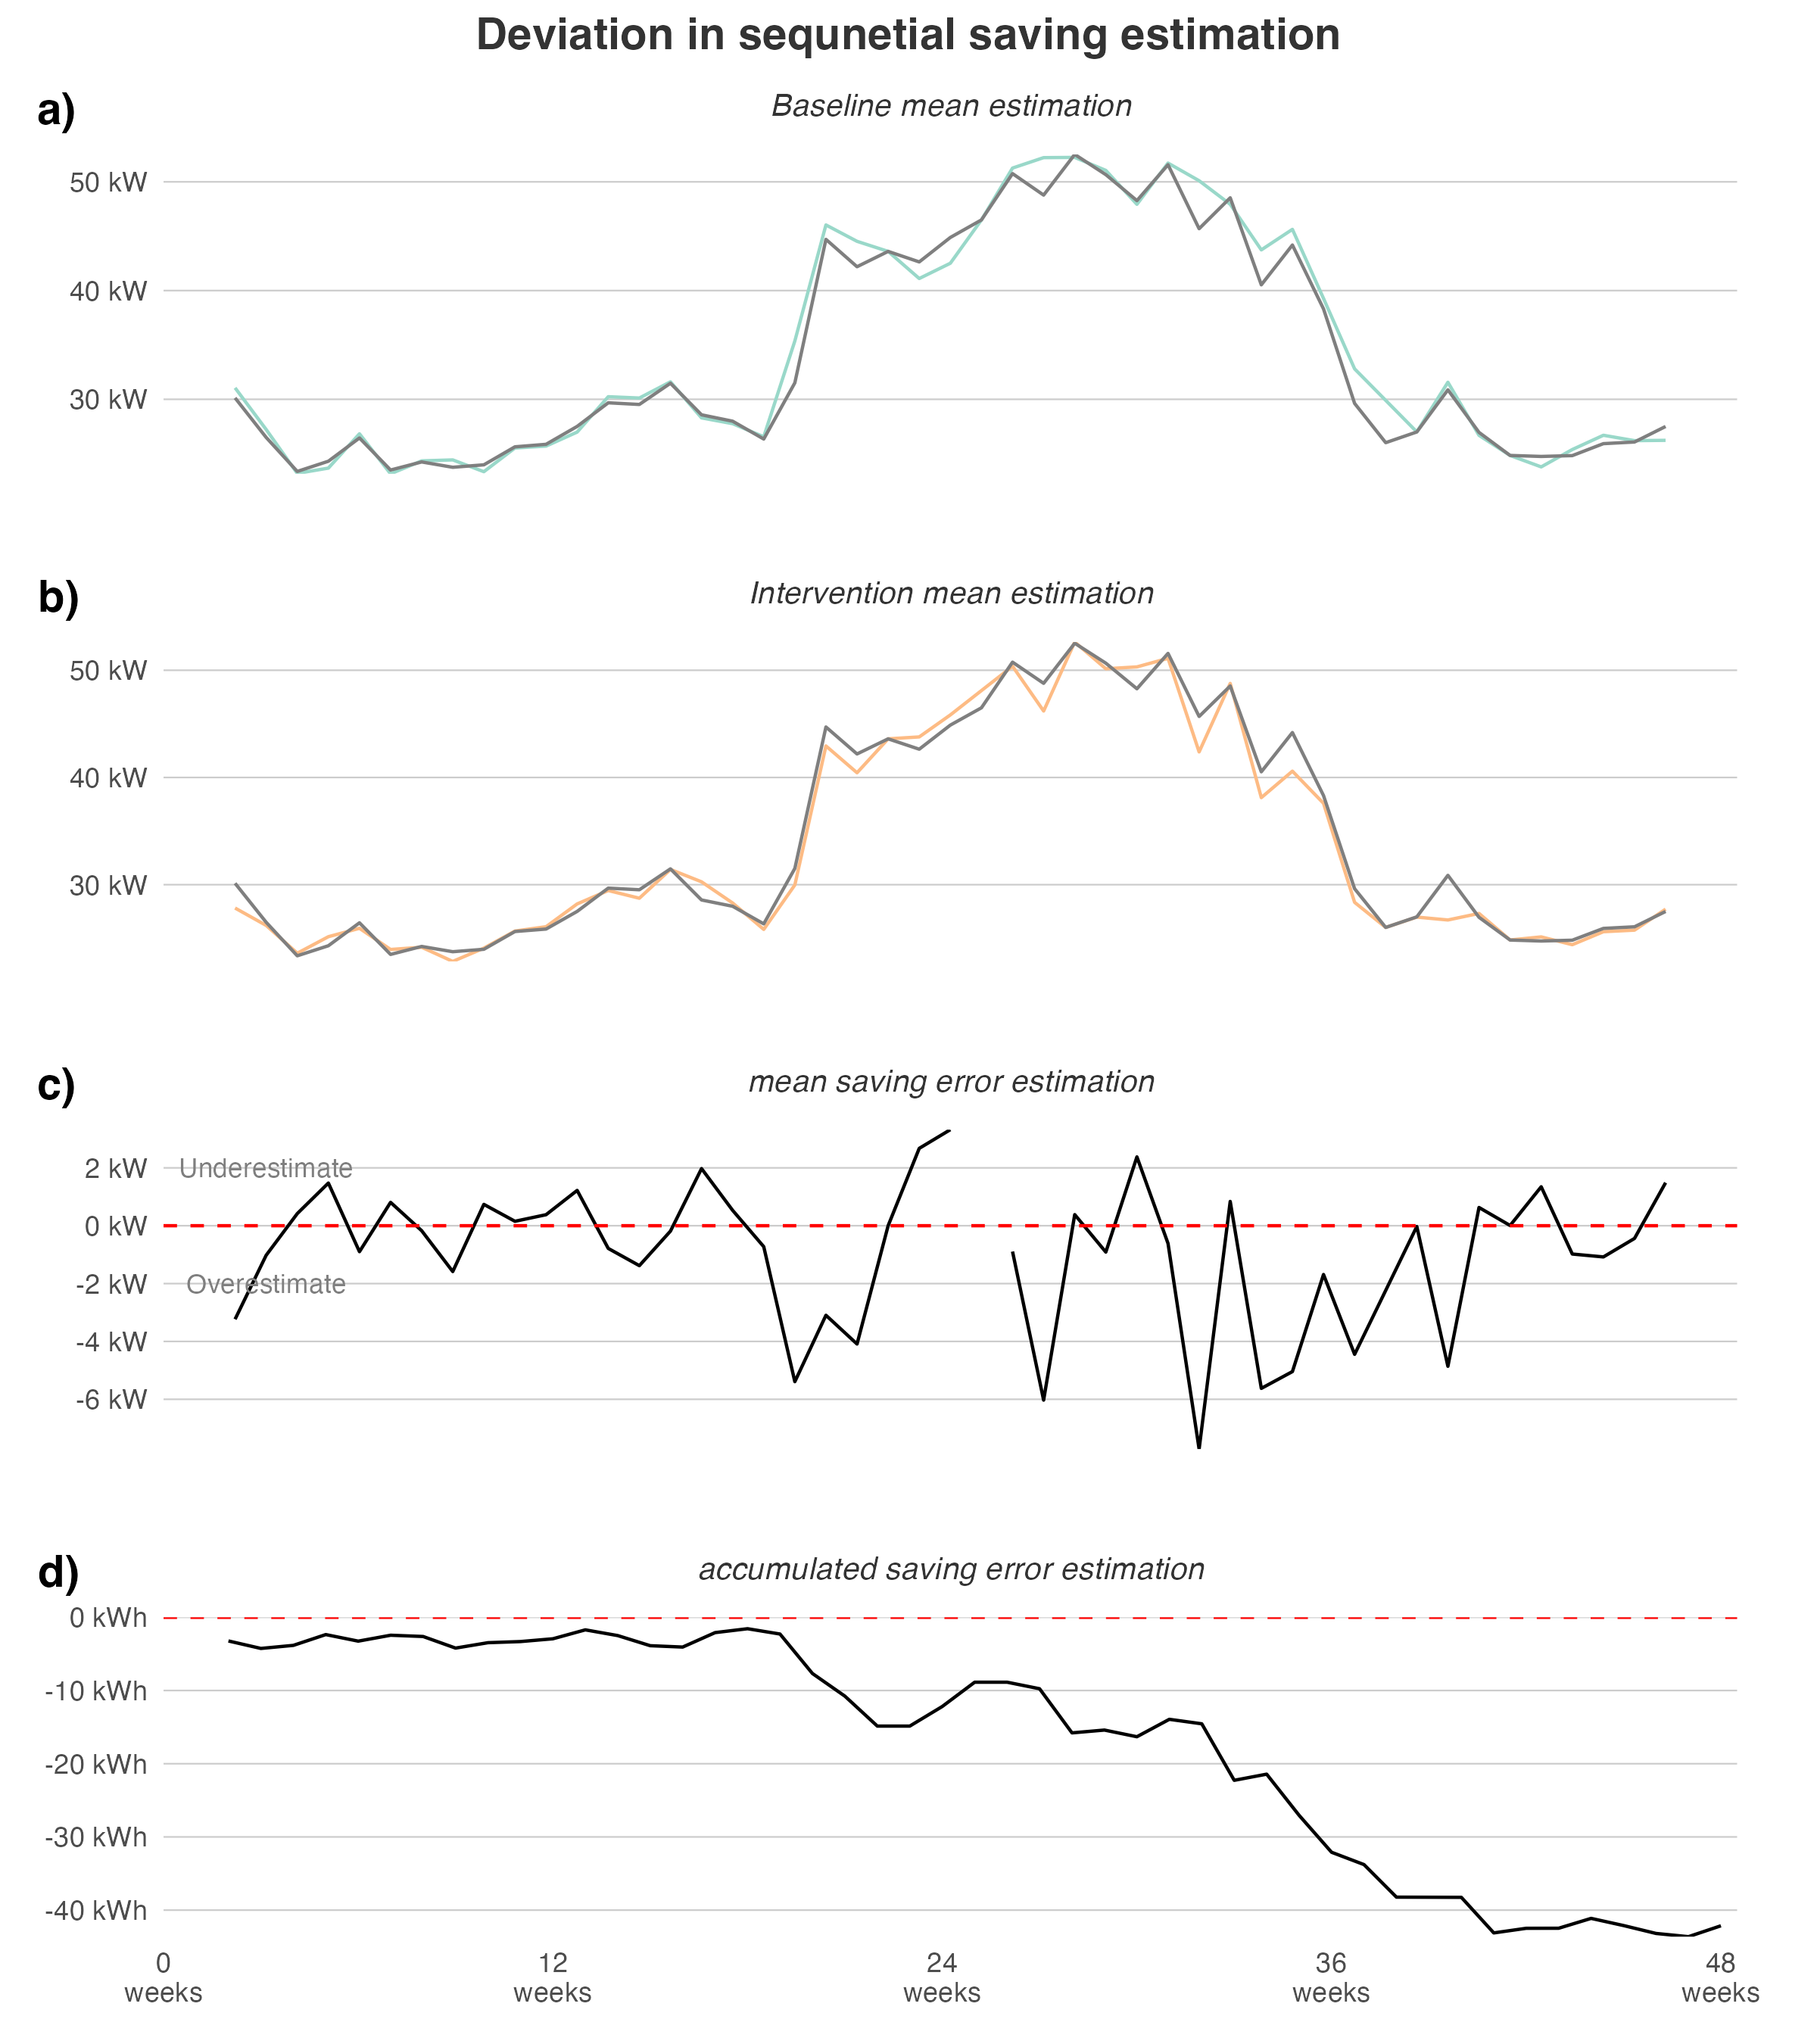 Deviation in sequnetial saving estimation
a)
Baseline mean estimation
50 kW
40 kW
30 kW
b)
Intervention mean estimation
50 kW
40 kW
30 kW
c)
mean saving error estimation
2 kW
Underestimate
0 kW
-2 kW
Overestimate
-4 kW
-6 kW
d)
accumulated saving error estimation
0 kWh
-10 kWh
-20 kWh
-30 kWh
-40 kWh
0 12 24 36 48
weeks weeks weeks weeks weeks